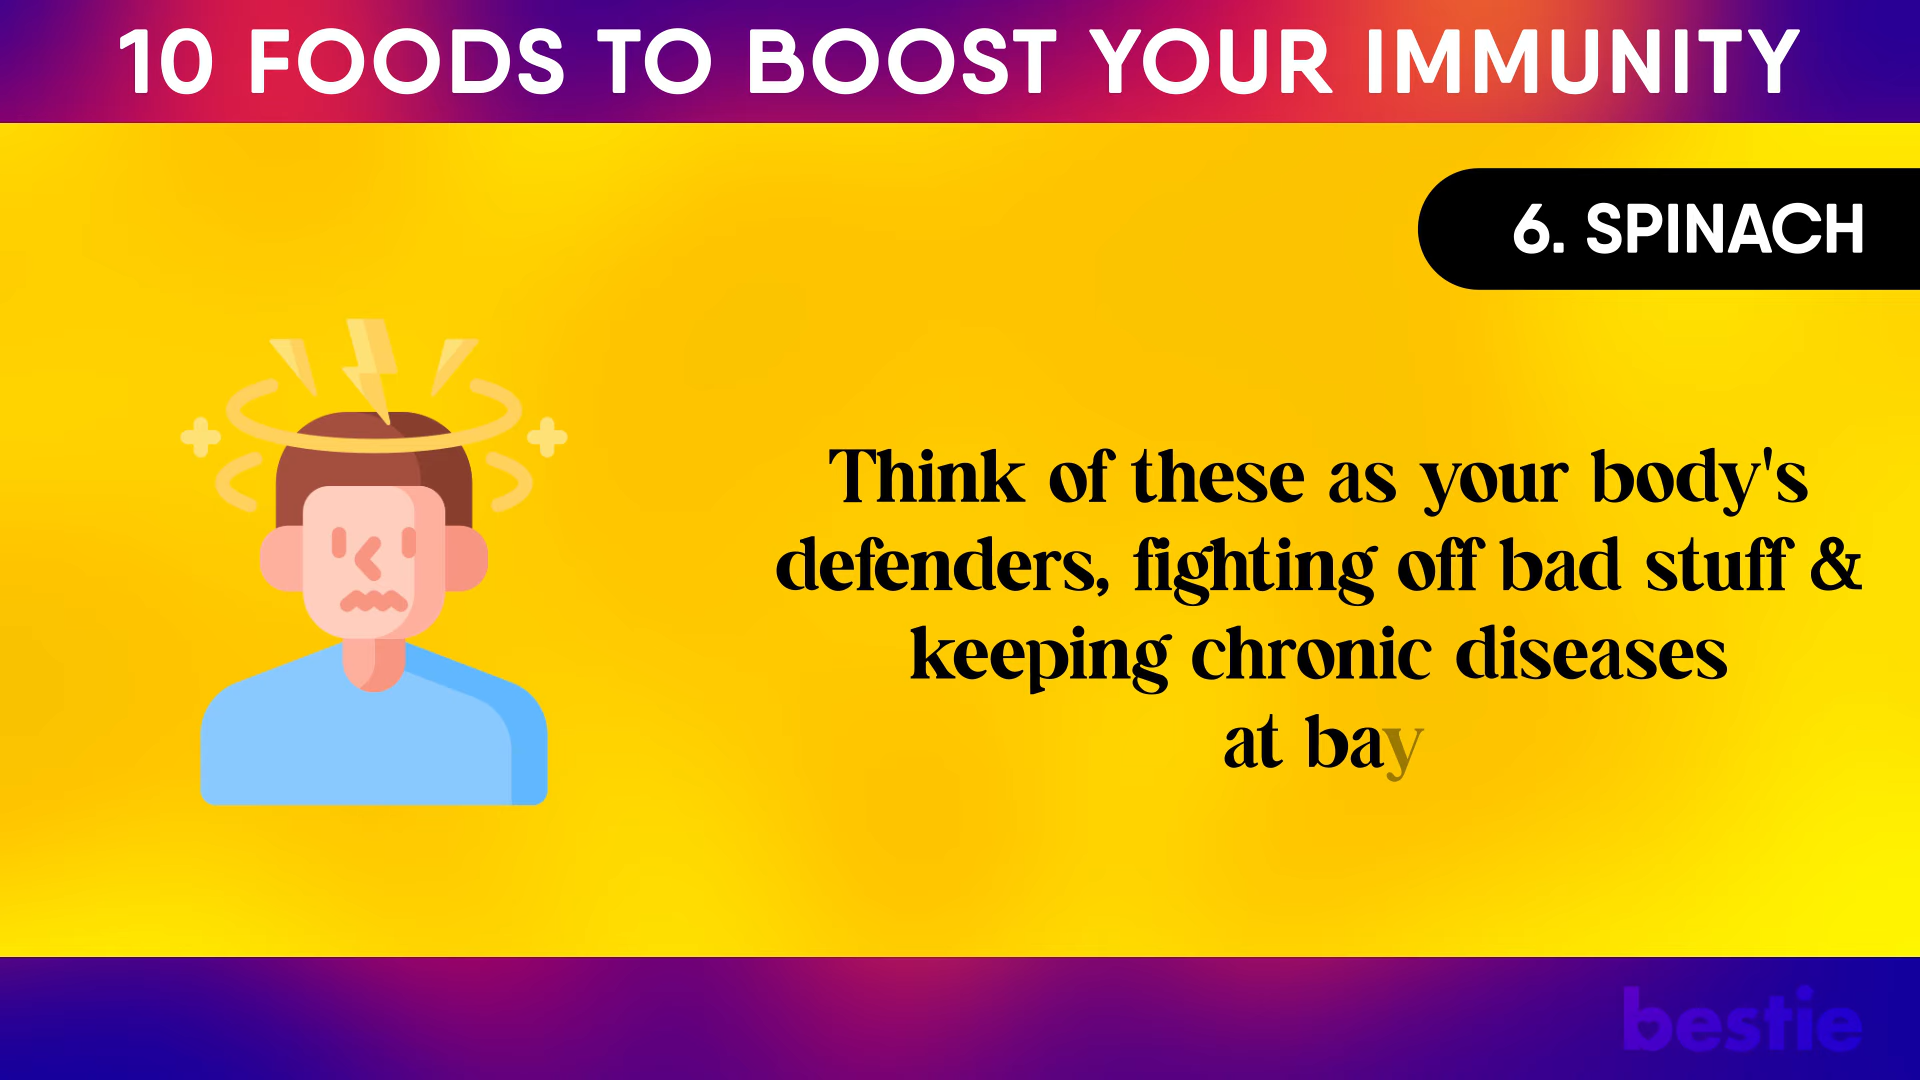 10 FOODS TO BOOST YOUR IMMUNITY
6. SPINACH
Think of these as your body's
defenders, fighting off bad stuff &
keeping chronic diseases
at bay
bestie